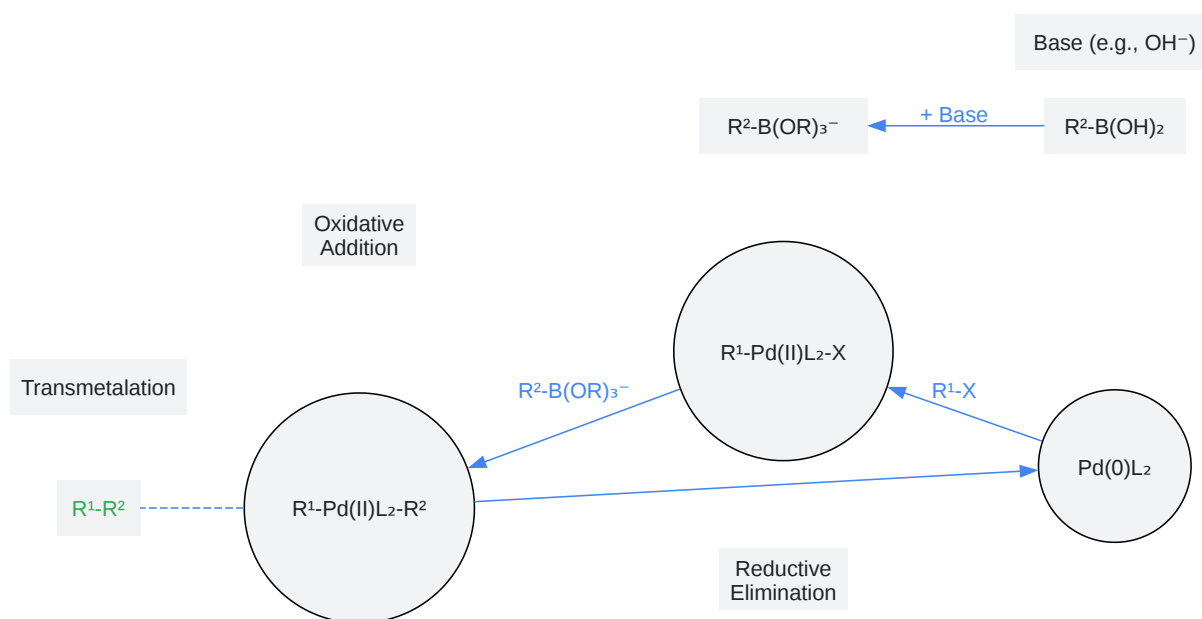 Base (e.g., OH⁻)
R²-B(OR)₃⁻
+ Base
R²-B(OH)₂
Oxidative
Addition
R¹-Pd(II)L₂-X
Transmetalation
R²-B(OR)₃⁻
R¹-X
Pd(0)L₂
R¹-R²
R¹-Pd(II)L₂-R²
Reductive
Elimination